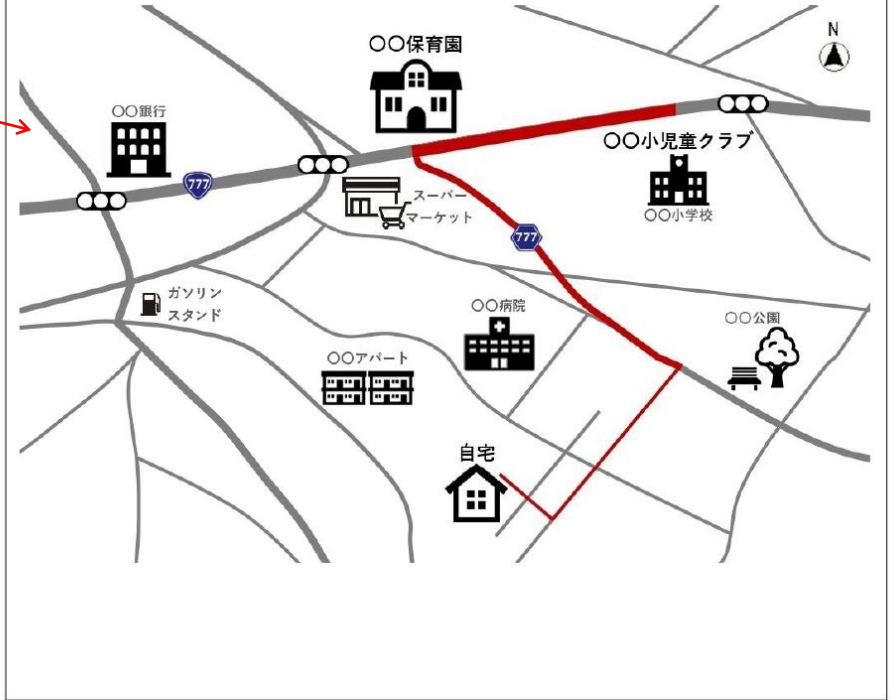 〇〇保育園
N
〇〇銀行
〇〇小児童クラブ
777
スーパー
マーケット
〇〇小学校
777
ガソリン
スタンド
〇〇病院
〇〇公園
〇〇アパート
自宅